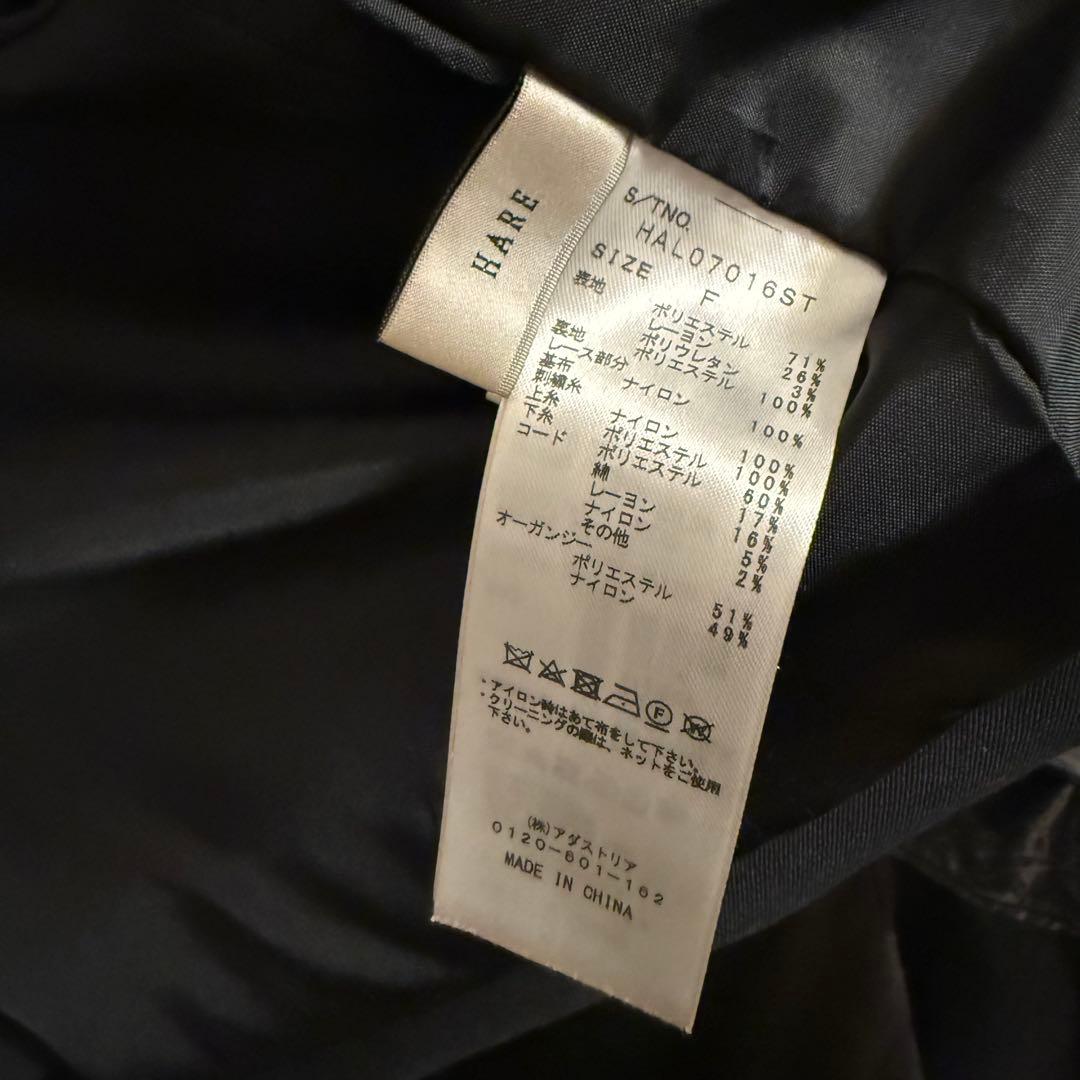 HARE
S/TNO.
HAL07016ST
SIZE
F
表地
ポリエステル 71%
レーヨン 26%
ポリウレタン 3%
裏地 ポリエステル 100%
レース部分
基布 ナイロン 100%
刺繍糸
上糸 ナイロン 100%
下糸 ポリエステル 100%
コード ポリエステル 60%
綿 17%
レーヨン 16%
ナイロン 5%
その他 2%
オーガンジー
ポリエステル 51%
ナイロン 49%
F
・アイロン時はあて布をして下さい。
・クリーニングの際は、ネットをご使用
下さい。
(株)アダストリア
0120-601-162
MADE IN CHINA